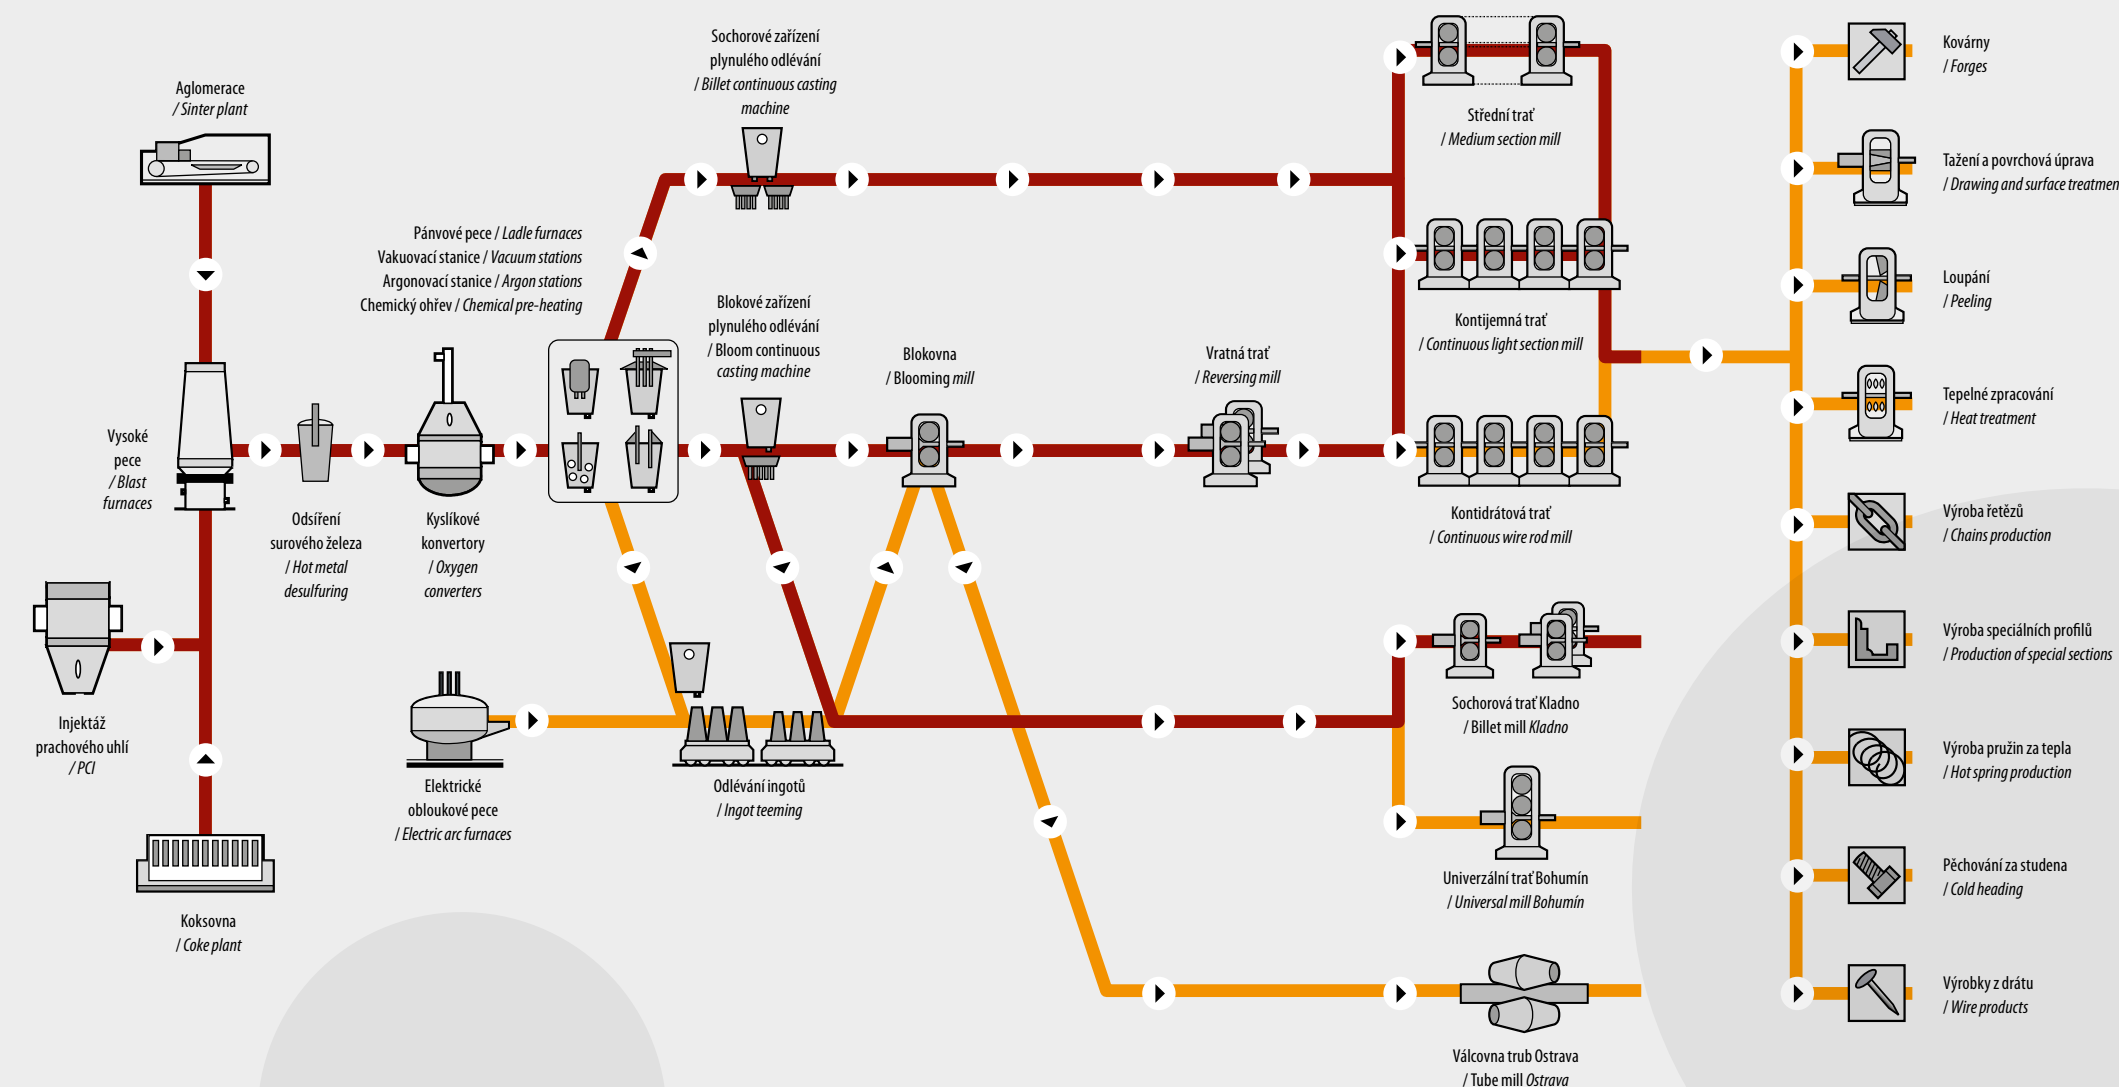 Aglomerace
/ Sinter plant
Vysoké
pece
/ Blast
furnaces
Injektáž
prachového uhlí
/ PCI
Koksovna
/ Coke plant
Odsíření
surového železa
/ Hot metal
desulfuring
Kyslíkové
konvertory
/ Oxygen
converters
Pánvové pece / Ladle furnaces
Vakuovací stanice / Vacuum stations
Argonovací stanice / Argon stations
Chemický ohřev / Chemical pre-heating
Elektrické
obloukové pece
/ Electric arc furnaces
Sochorové zařízení
plynulého odlévání
/ Billet continuous casting
machine
Blokové zařízení
plynulého odlévání
/ Bloom continuous
casting machine
Odlévání ingotů
/ Ingot teeming
Blokovna
/ Blooming mill
Vratná trať
/ Reversing mill
Střední trať
/ Medium section mill
Kontijemná trať
/ Continuous light section mill
Kontidrátová trať
/ Continuous wire rod mill
Sochorová trať Kladno
/ Billet mill Kladno
Univerzální trať Bohumín
/ Universal mill Bohumín
Válcovna trub Ostrava
/ Tube mill Ostrava
Kovárny
/ Forges
Tažení a povrchová úprava
/ Drawing and surface treatmen
Loupání
/ Peeling
Tepelné zpracování
/ Heat treatment
Výroba řetězů
/ Chains production
Výroba speciálních profilů
/ Production of special sections
Výroba pružin za tepla
/ Hot spring production
Pěchování za studena
/ Cold heading
Výrobky z drátu
/ Wire products